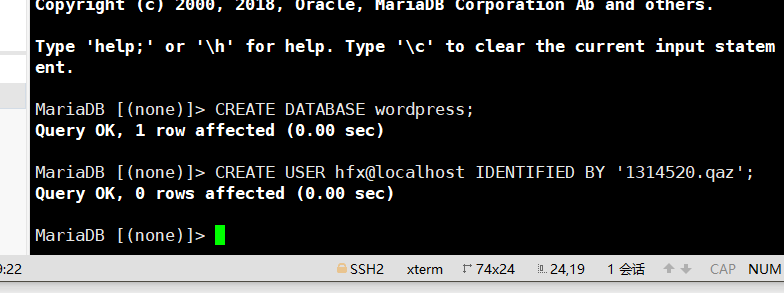 Copyright (c) 2000, 2018, Oracle, MariaDB Corporation Ab and others.
Type 'help;' or '\h' for help. Type '\c' to clear the current input statem
ent.
MariaDB [(none)]> CREATE DATABASE wordpress;
Query OK, 1 row affected (0.00 sec)
MariaDB [(none)]> CREATE USER hfx@localhost IDENTIFIED BY '1314520.qaz';
Query OK, 0 rows affected (0.00 sec)
MariaDB [(none)]>
9:22 SSH2 xterm 74x24 24,19 1 会话 CAP NUM